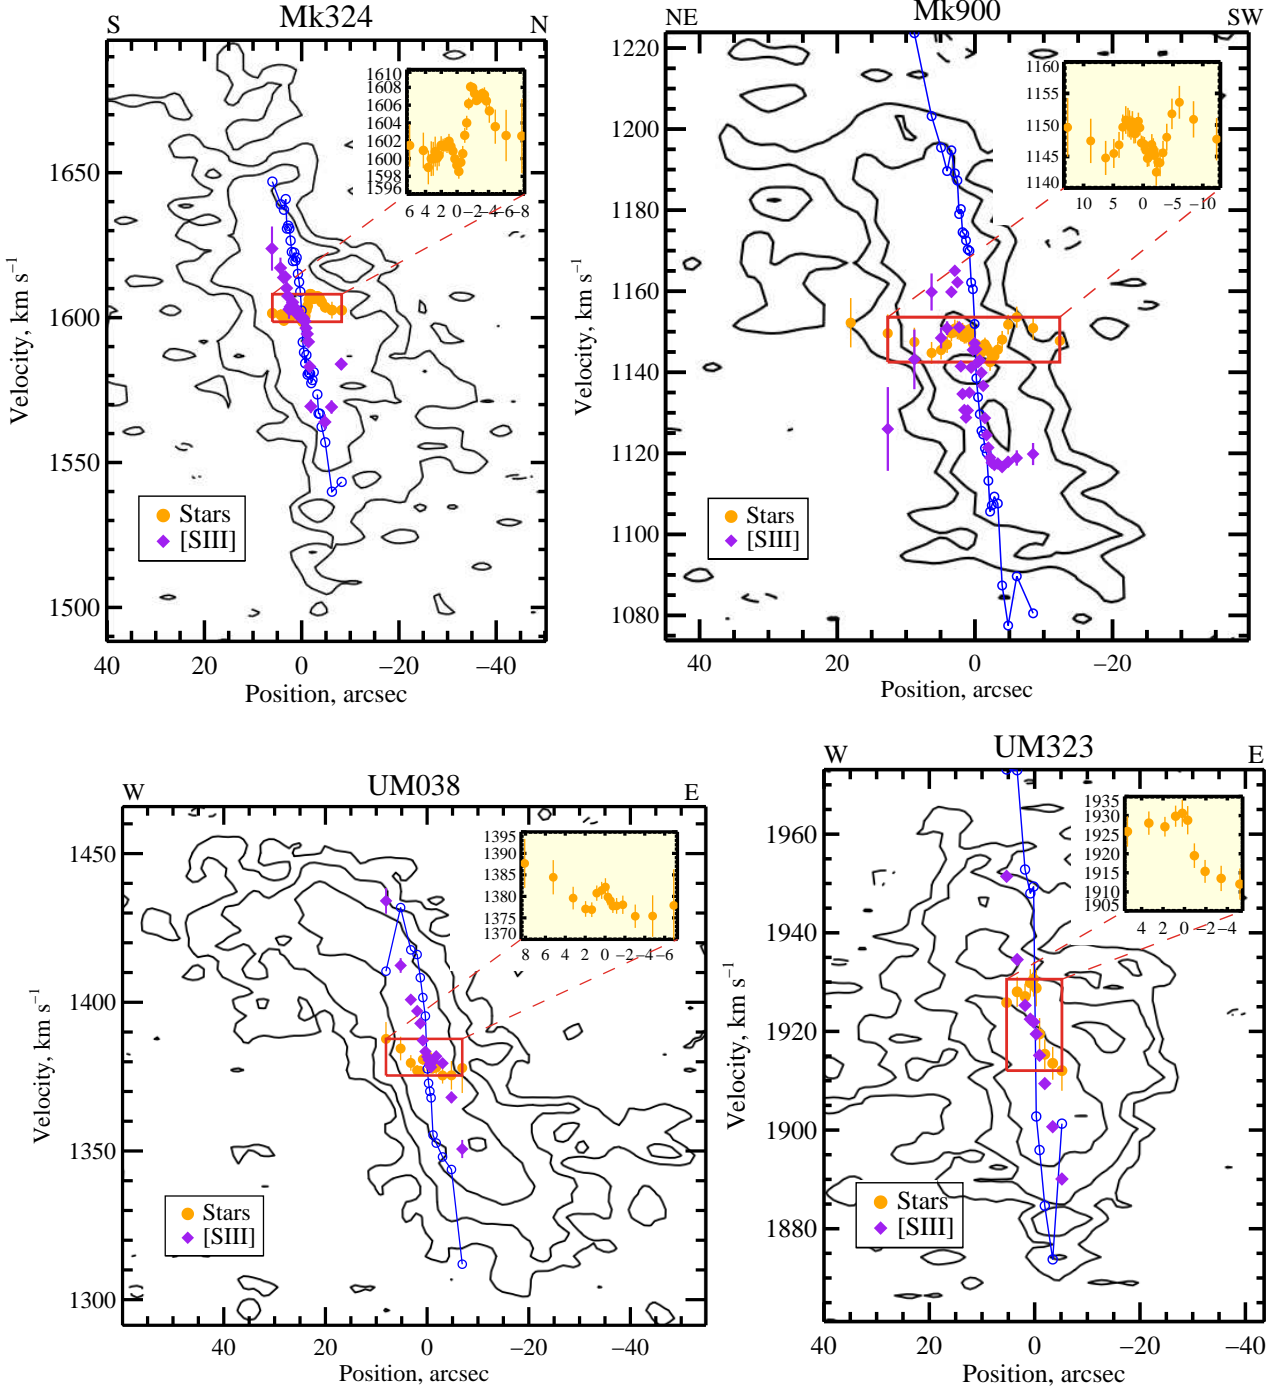 Mk324
S N
1650
1600
1550
1500
Velocity, km s⁻¹
40 20 0 −20 −40
Position, arcsec
1610
1608
1606
1604
1602
1600
1598
1596
6 4 2 0 −2 −4 −6 −8
Stars
[SIII]
Mk900
NE SW
1220
1200
1180
1160
1140
1120
1100
1080
Velocity, km s⁻¹
40 20 0 −20
Position, arcsec
1160
1155
1150
1145
1140
10 5 0 −5 −10
Stars
[SIII]
UM038
W E
1450
1400
1350
1300
Velocity, km s⁻¹
20 0 −20 −40
Position, arcsec
1395
1390
1385
1380
1375
1370
8 6 4 2 0 −2 −4 −6
Stars
[SIII]
UM323
W E
1960
1940
1920
1900
1880
Velocity, km s⁻¹
40 20 0 −20 −40
Position, arcsec
1935
1930
1925
1920
1915
1910
1905
4 2 0 −2 −4
Stars
[SIII]